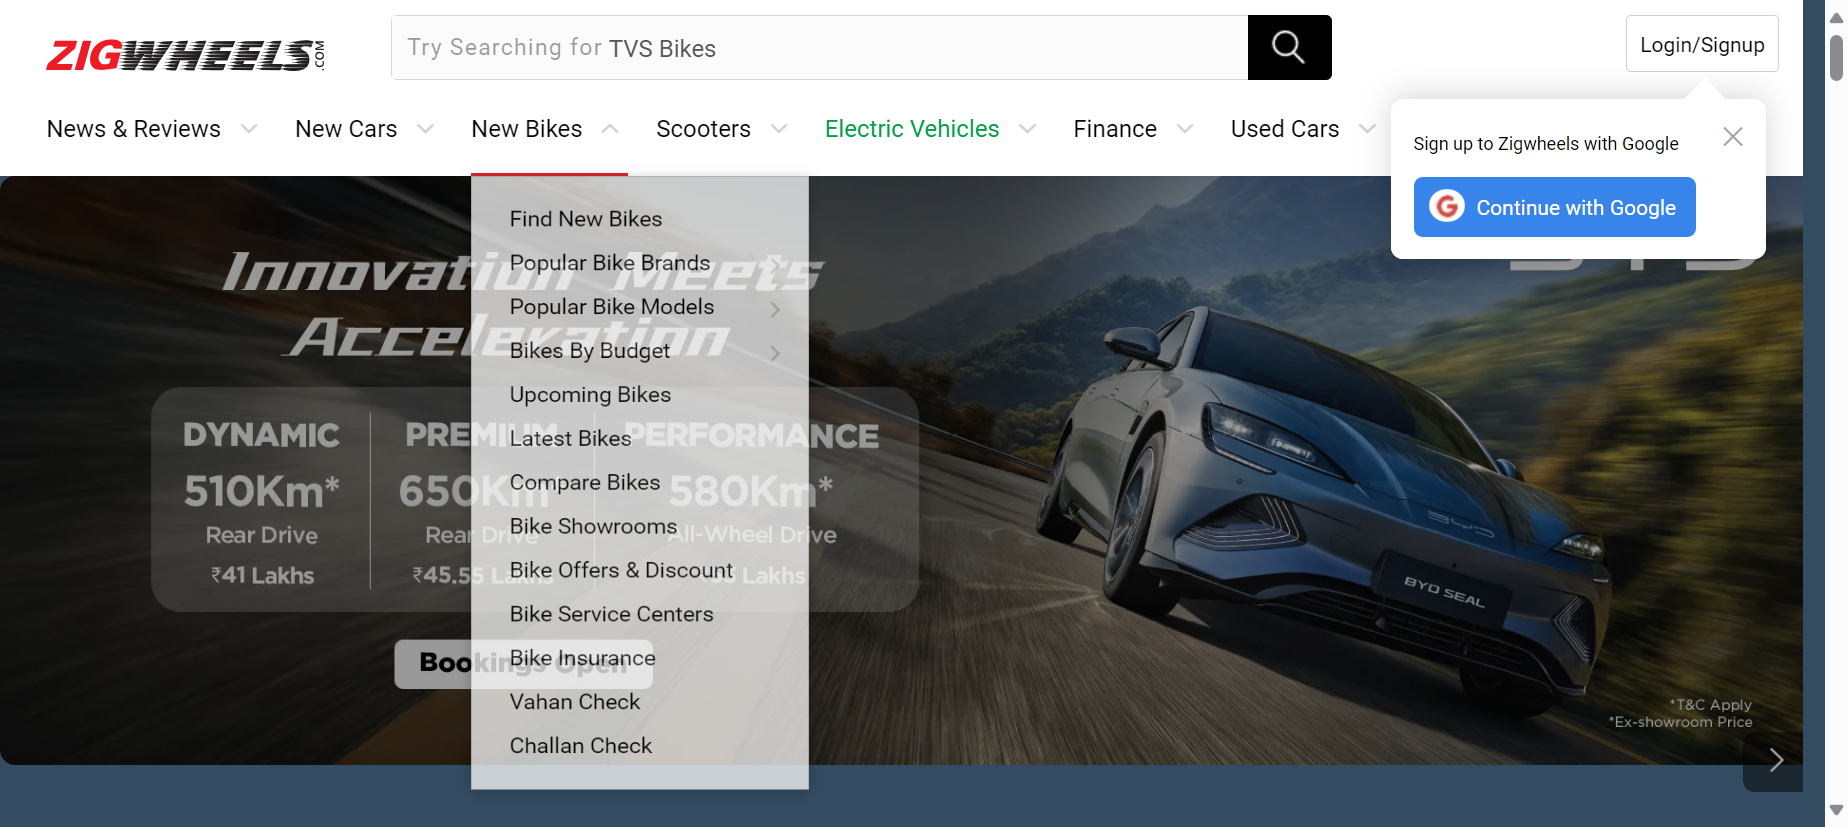 ZIGWHEELS.COM
Try Searching for TVS Bikes
Login/Signup
News & Reviews
New Cars
New Bikes
Scooters
Electric Vehicles
Finance
Used Cars
Sign up to Zigwheels with Google
Continue with Google
Find New Bikes
Popular Bike Brands
Popular Bike Models
Bikes By Budget
Upcoming Bikes
Latest Bikes
Compare Bikes
Bike Showrooms
Bike Offers & Discount
Bike Service Centers
Bike Insurance
Vahan Check
Challan Check
Innovation Meets
Acceleration
DYNAMIC
510Km*
Rear Drive
₹41 Lakhs
PREMIUM
650Km*
Rear Drive
₹45.55 Lakhs
PERFORMANCE
580Km*
All-Wheel Drive
Lakhs
Bookings Open
BYD
BYD SEAL
*T&C Apply
*Ex-showroom Price